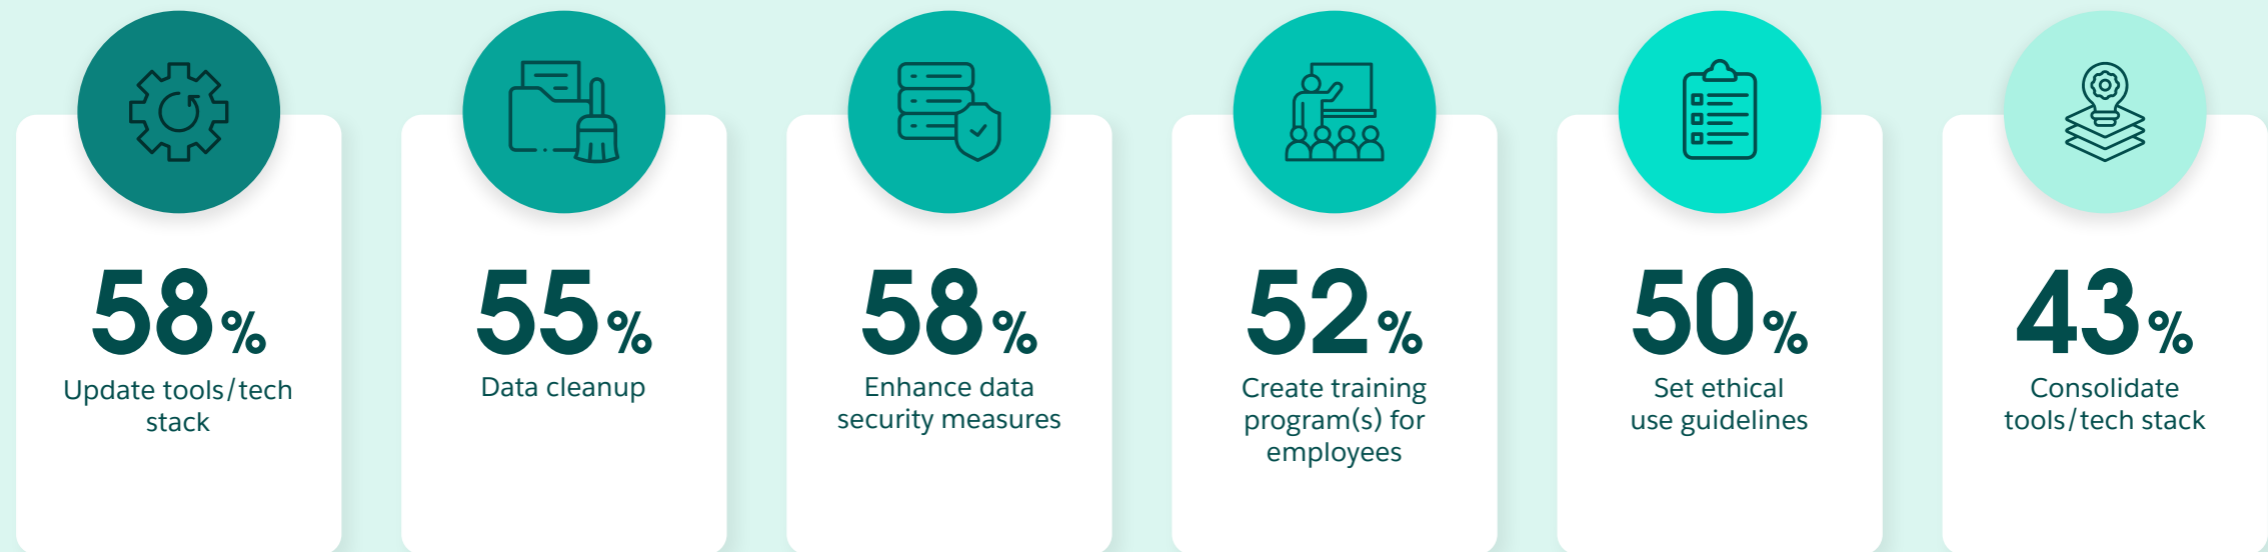 58%
Update tools/tech
stack
55%
Data cleanup
58%
Enhance data
security measures
52%
Create training
program(s) for
employees
50%
Set ethical
use guidelines
43%
Consolidate
tools/tech stack